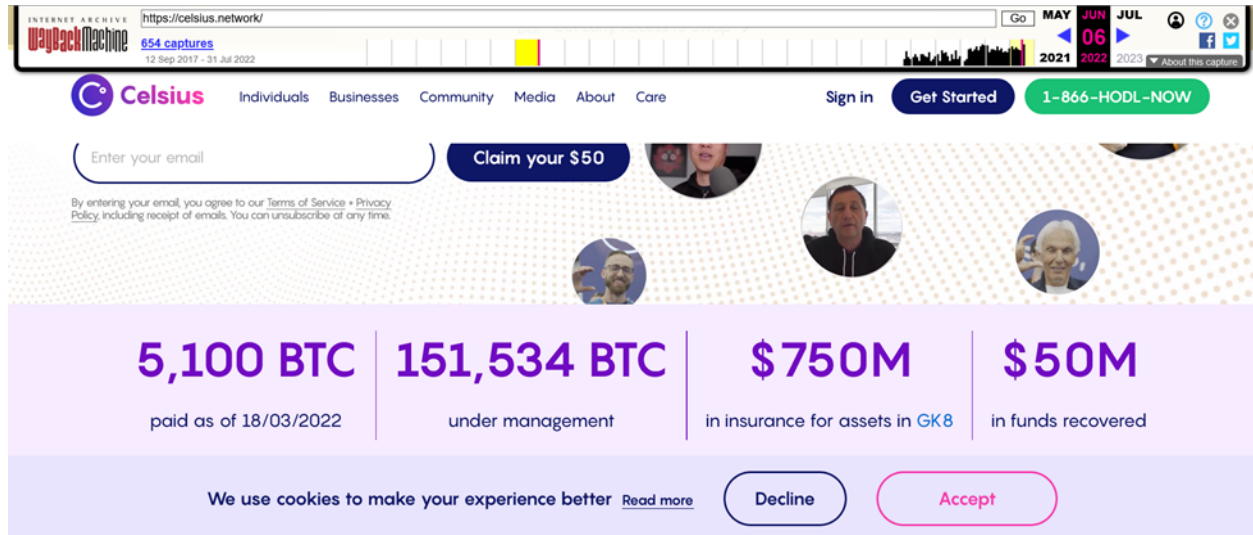 INTERNET ARCHIVE
WayBackMachine
https://celsius.network/
Go
654 captures
12 Sep 2017 - 31 Jul 2022
MAY JUN JUL
06
2021 2022 2023
About this capture
Celsius
Individuals Businesses Community Media About Care
Sign in Get Started 1-866-HODL-NOW
Enter your email
Claim your $50
By entering your email, you agree to our Terms of Service + Privacy
Policy, including receipt of emails. You can unsubscribe at any time.
5,100 BTC 151,534 BTC $750M $50M
paid as of 18/03/2022 under management in insurance for assets in GK8 in funds recovered
We use cookies to make your experience better Read more Decline Accept